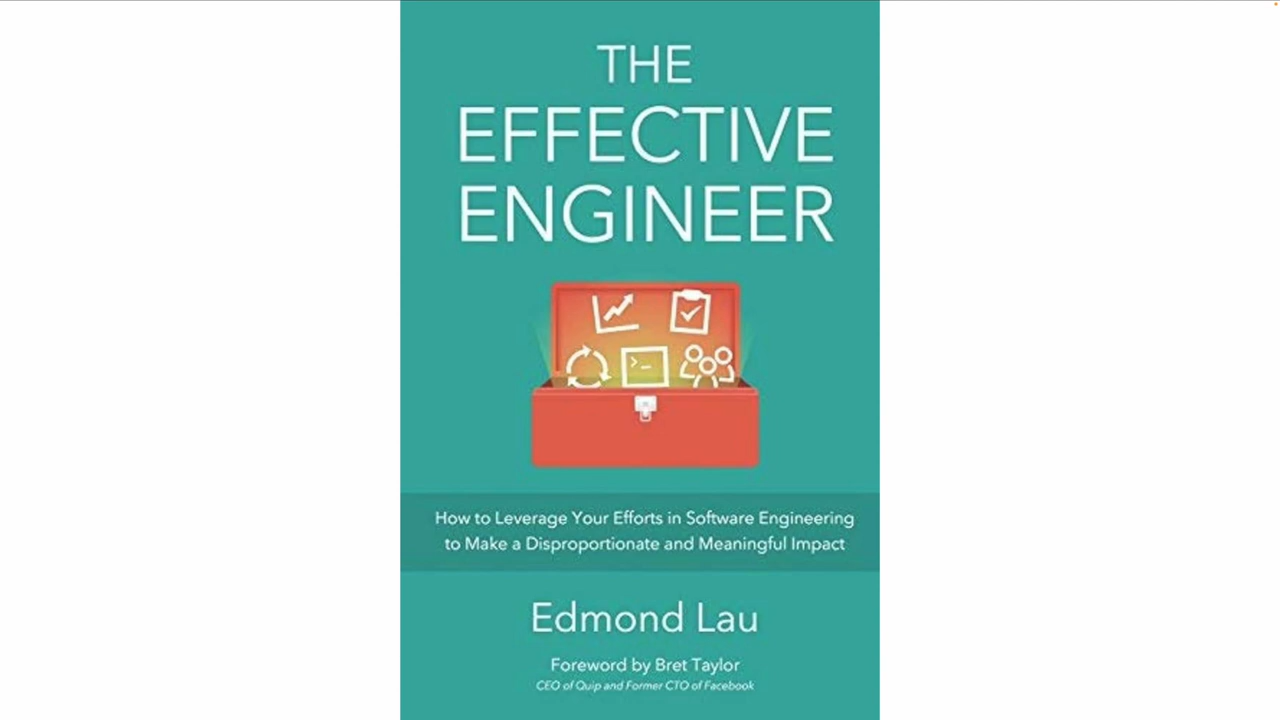 THE
EFFECTIVE
ENGINEER
How to Leverage Your Efforts in Software Engineering
to Make a Disproportionate and Meaningful Impact
Edmond Lau
Foreword by Bret Taylor
CEO of Quip and Former CTO of Facebook